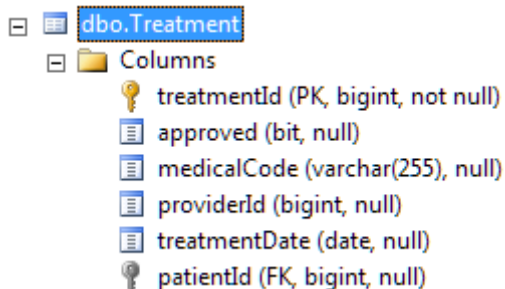 dbo.Treatment
Columns
treatmentId (PK, bigint, not null)
approved (bit, null)
medicalCode (varchar(255), null)
providerId (bigint, null)
treatmentDate (date, null)
patientId (FK, bigint, null)